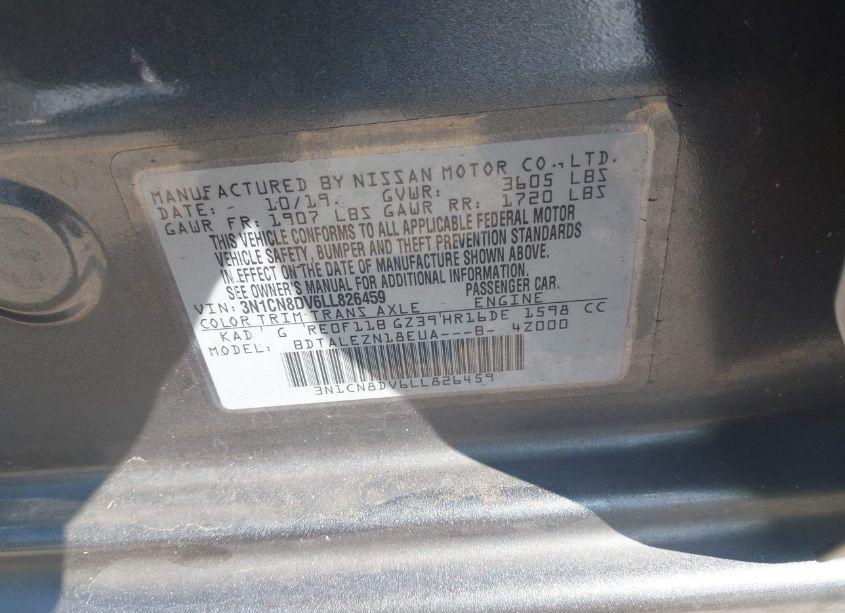 MANUFACTURED BY NISSAN MOTOR CO.,LTD.
DATE: 10/19 GVWR: 3605 LBS
GAWR FR: 1907 LBS GAWR RR: 1720 LBS
THIS VEHICLE CONFORMS TO ALL APPLICABLE FEDERAL MOTOR
VEHICLE SAFETY, BUMPER AND THEFT PREVENTION STANDARDS
IN EFFECT ON THE DATE OF MANUFACTURE SHOWN ABOVE.
SEE OWNER'S MANUAL FOR ADDITIONAL INFORMATION.
VIN: 3N1CN8DV6LL826459 PASSENGER CAR.
COLOR TRIM-TRANS AXLE ENGINE
KAD G RE0F11B GZ39 HR16DE 1598 CC
MODEL: BDTALEZN18EUA---B- 4Z000
3N1CN8DV6LL826459